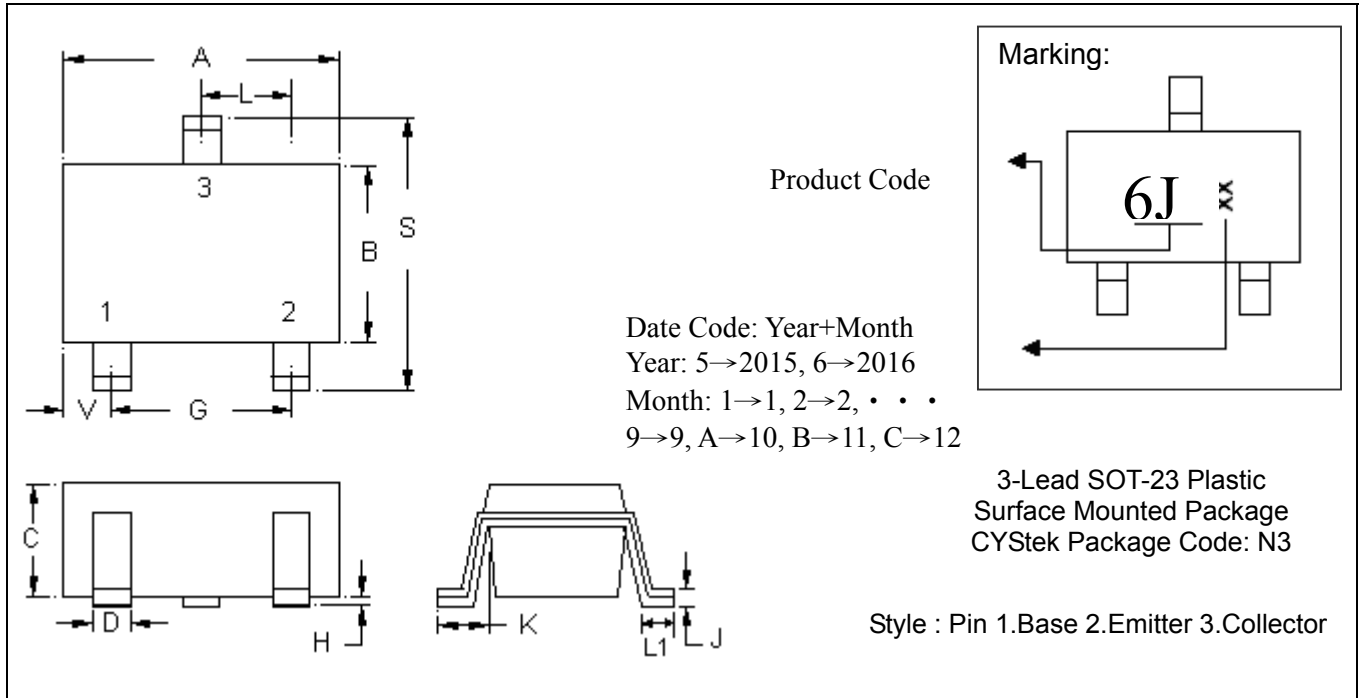 A
L
3
S
B
1
2
V
G
Marking:
Product Code
6J
xx
Date Code: Year+Month
Year: 5→2015, 6→2016
Month: 1→1, 2→2, • • •
9→9, A→10, B→11, C→12
C
D
H
K
L1
J
3-Lead SOT-23 Plastic
Surface Mounted Package
CYStek Package Code: N3
Style : Pin 1.Base 2.Emitter 3.Collector